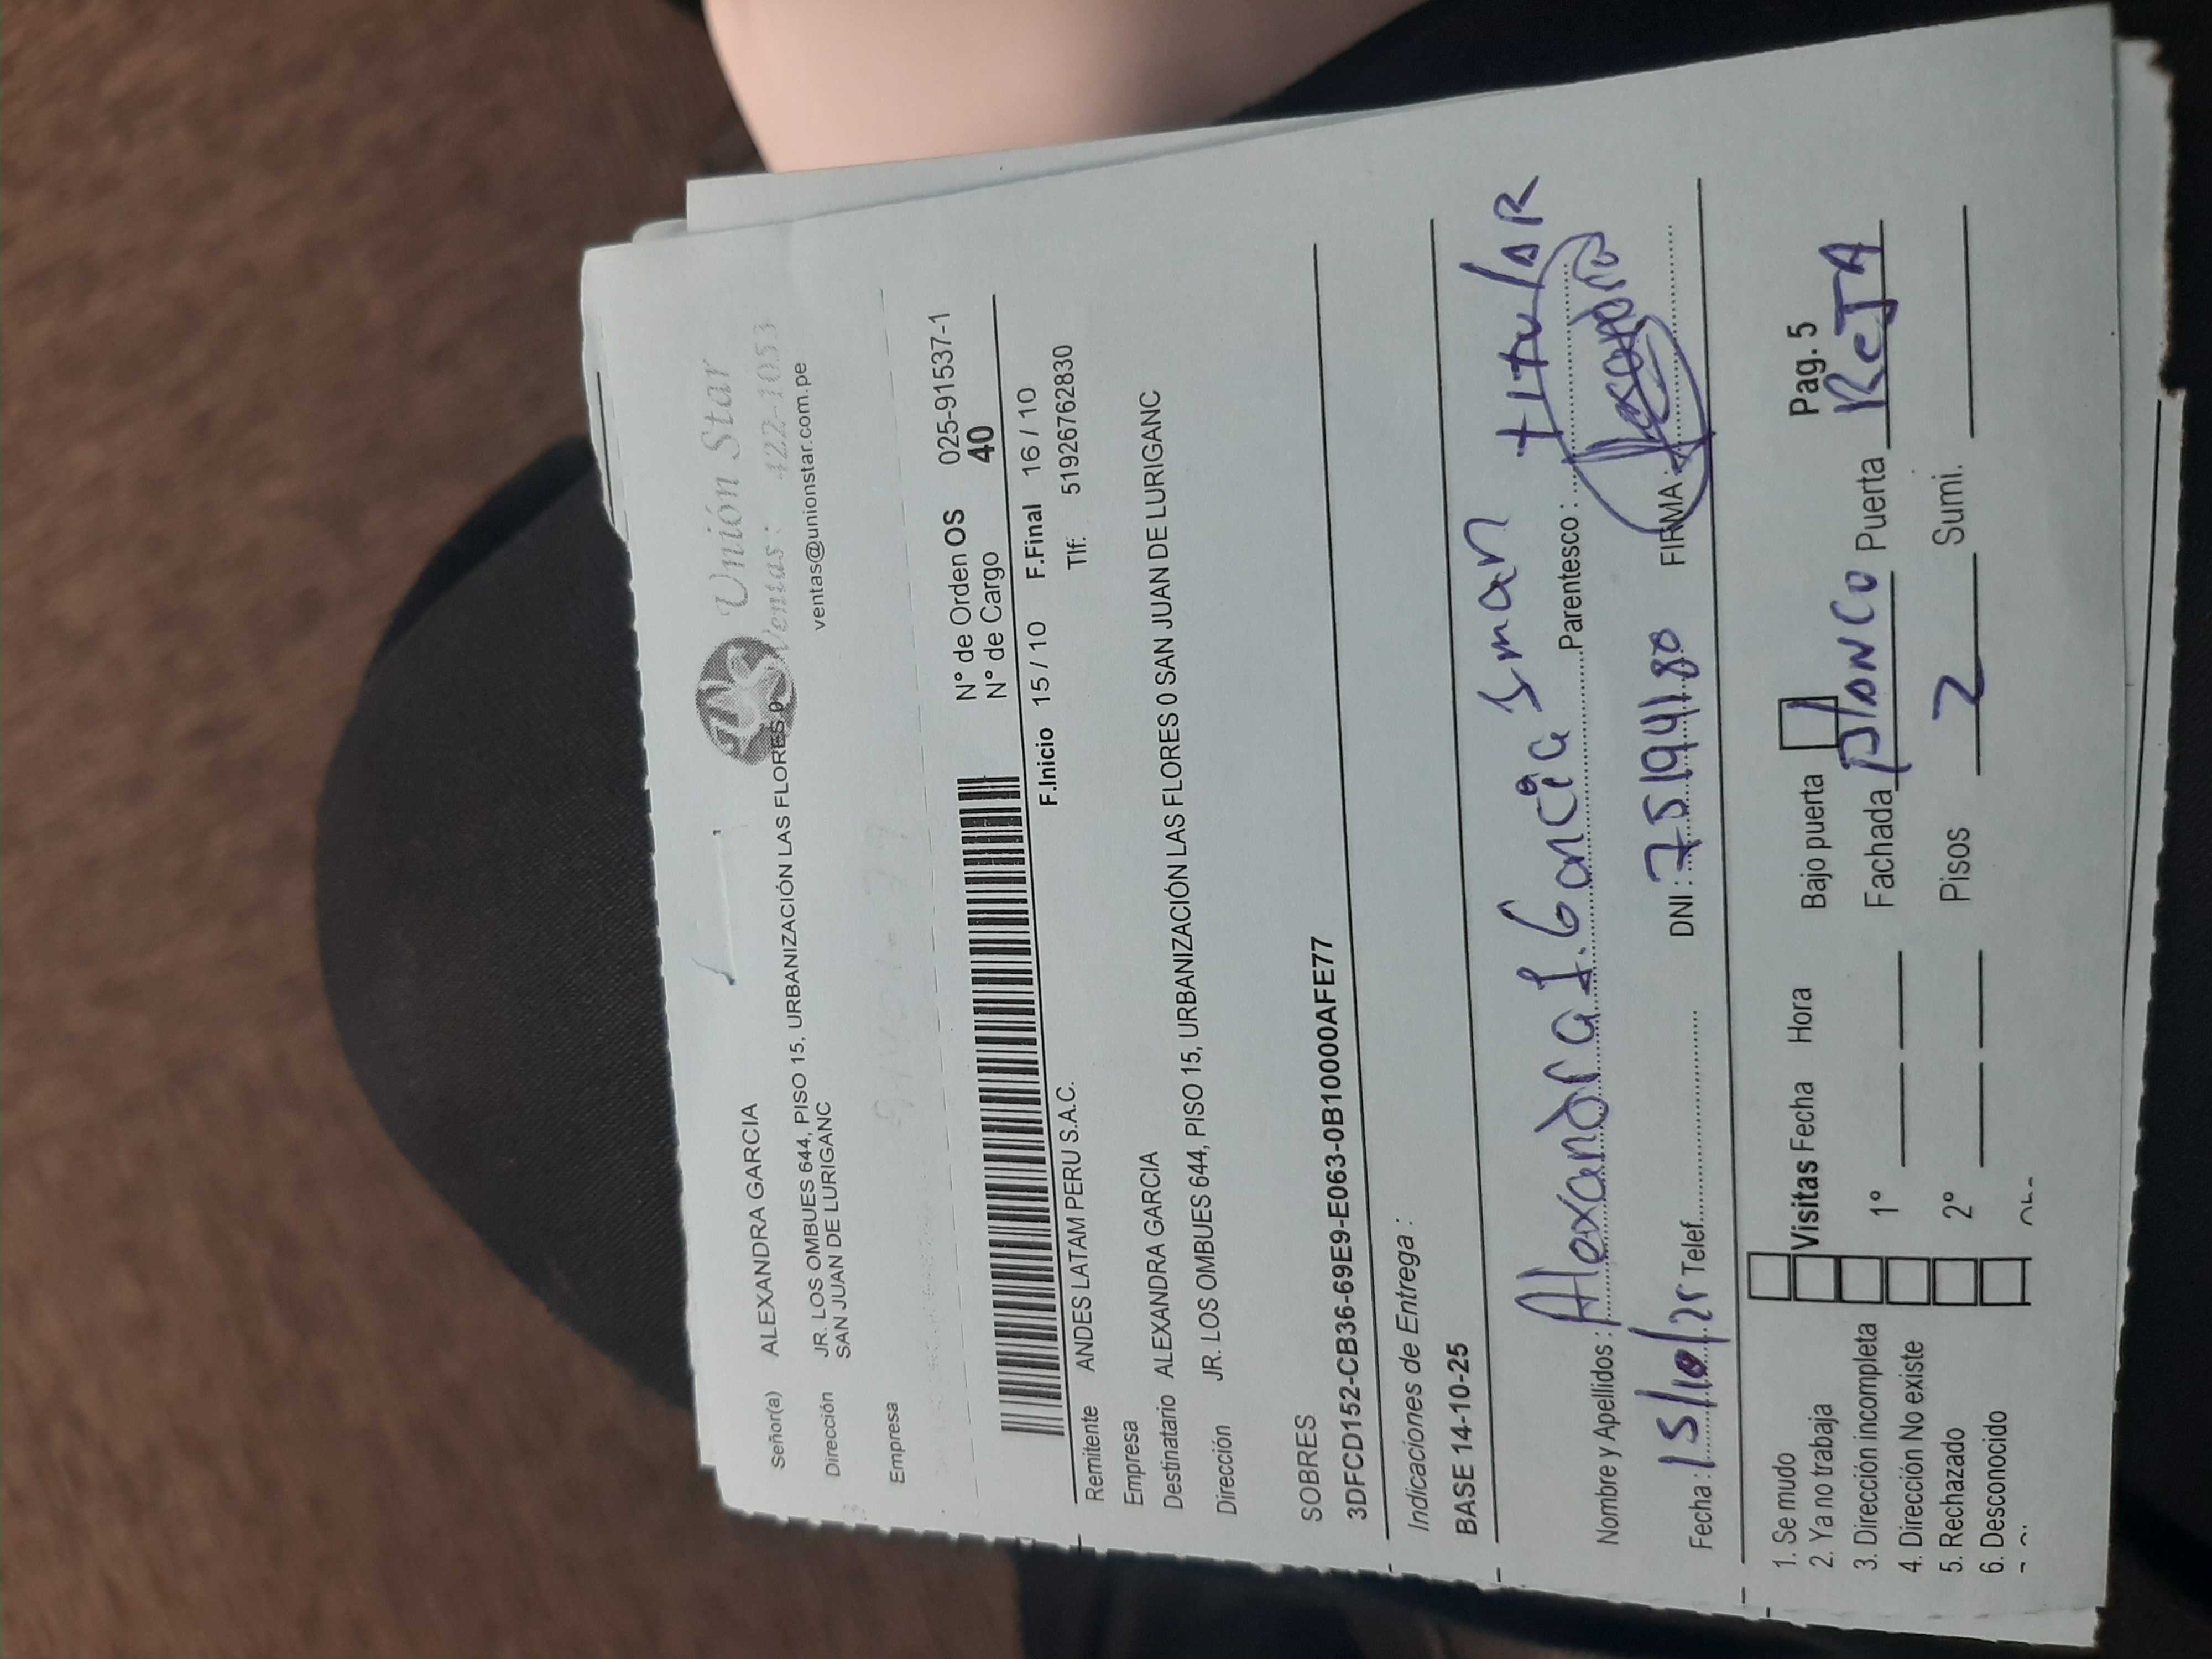 Unión Star
Ventas: 422-1053
ventas@unionstar.com.pe
Señor(a) ALEXANDRA GARCIA
Dirección JR. LOS OMBUES 644, PISO 15, URBANIZACIÓN LAS FLORES 0
SAN JUAN DE LURIGANC
Empresa
N° de Orden OS 025-91537-1
N° de Cargo 40
F.Inicio 15 / 10 F.Final 16 / 10
Remitente ANDES LATAM PERU S.A.C. Tlf: 51926762830
Empresa
Destinatario ALEXANDRA GARCIA
Dirección JR. LOS OMBUES 644, PISO 15, URBANIZACIÓN LAS FLORES 0 SAN JUAN DE LURIGANC
SOBRES
3DFCD152-CB36-69E9-E063-0B10000AFE77
Indicaciones de Entrega :
BASE 14-10-25
Nombre y Apellidos : Alexandra I. Garcia Parentesco : titulAR
Fecha : 15/10/25 Telef. DNI : 75194180 FIRMA :
1. Se mudo
2. Ya no trabaja
3. Dirección incompleta
4. Dirección No existe
5. Rechazado
6. Desconocido
Visitas Fecha Hora Bajo puerta Pag. 5
1° Fachada blANCO Puerta ReJA
2° Pisos 2 Sumi.